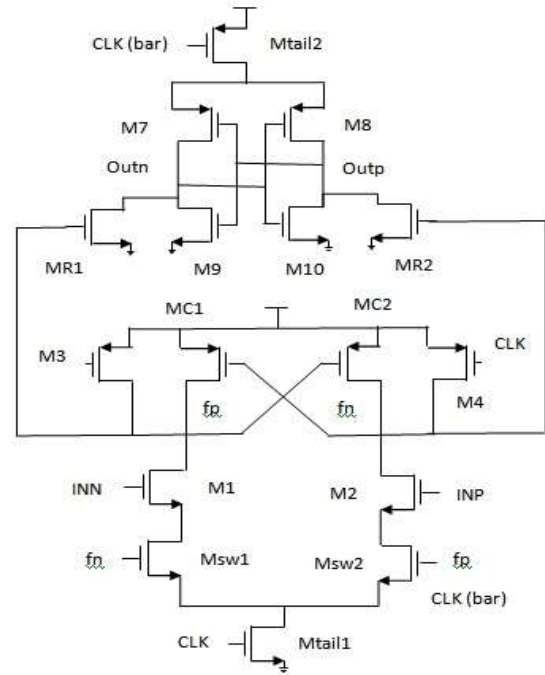 CLK (bar)
Mtail2
M7
M8
Outn
Outp
MR1
M9
M10
MR2
MC1
MC2
M3
CLK
M4
fp
fn
INN
M1
M2
INP
fn
Msw1
Msw2
fp
CLK (bar)
CLK
Mtail1